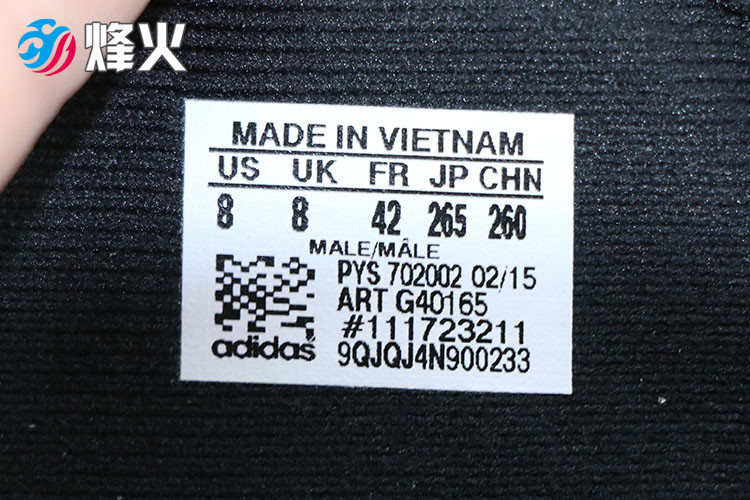 烽火
MADE IN VIETNAM
US UK FR JP CHN
8 8 42 265 260
MALE/MÂLE
PYS 702002 02/15
ART G40165
#111723211
adidas 9QJQJ4N900233